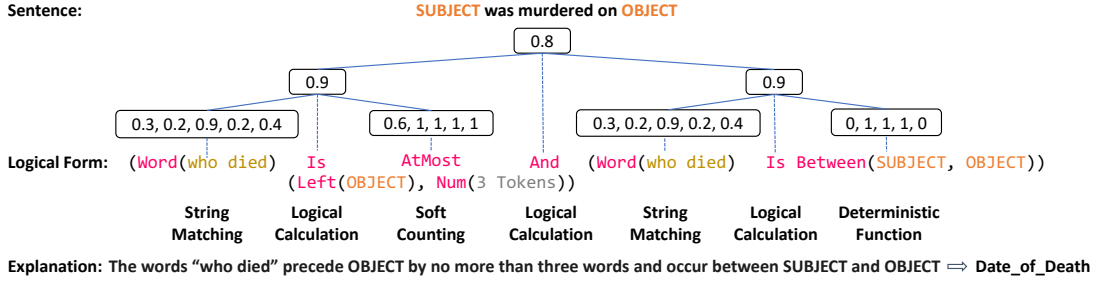 Sentence: SUBJECT was murdered on OBJECT
0.8
0.9 0.9
0.3, 0.2, 0.9, 0.2, 0.4 0.6, 1, 1, 1, 1 0.3, 0.2, 0.9, 0.2, 0.4 0, 1, 1, 1, 0
Logical Form: (Word(who died) Is AtMost And (Word(who died) Is Between(SUBJECT, OBJECT))
(Left(OBJECT), Num(3 Tokens))
String Logical Soft Logical String Logical Deterministic
Matching Calculation Counting Calculation Matching Calculation Function
Explanation: The words “who died” precede OBJECT by no more than three words and occur between SUBJECT and OBJECT ⇒ Date_of_Death